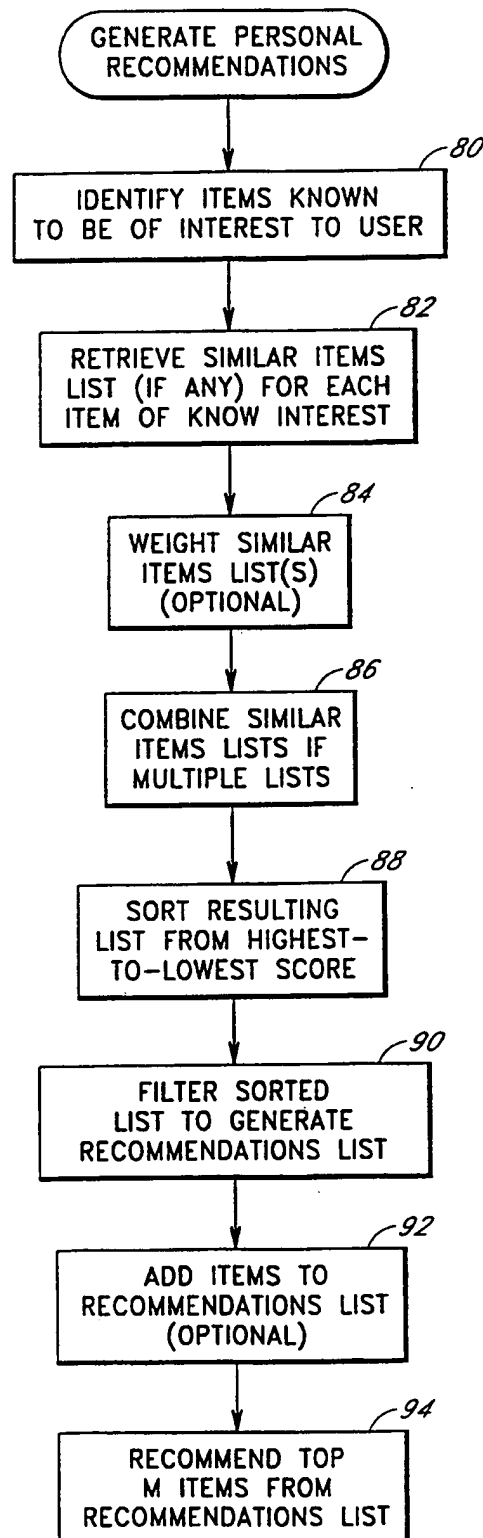 GENERATE PERSONAL
RECOMMENDATIONS
80
IDENTIFY ITEMS KNOWN
TO BE OF INTEREST TO USER
82
RETRIEVE SIMILAR ITEMS
LIST (IF ANY) FOR EACH
ITEM OF KNOW INTEREST
84
WEIGHT SIMILAR
ITEMS LIST(S)
(OPTIONAL)
86
COMBINE SIMILAR
ITEMS LISTS IF
MULTIPLE LISTS
88
SORT RESULTING
LIST FROM HIGHEST-
TO-LOWEST SCORE
90
FILTER SORTED
LIST TO GENERATE
RECOMMENDATIONS LIST
92
ADD ITEMS TO
RECOMMENDATIONS LIST
(OPTIONAL)
94
RECOMMEND TOP
M ITEMS FROM
RECOMMENDATIONS LIST